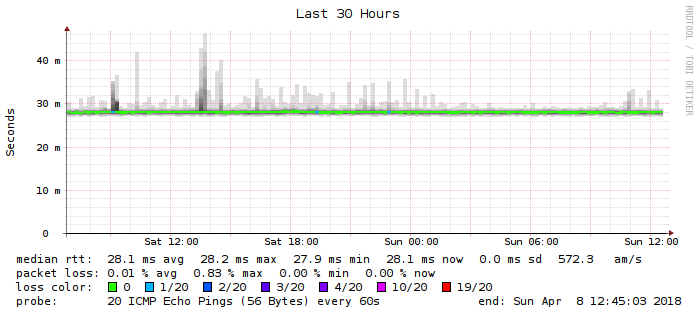 Last 30 Hours
RRDTOOL / TOBI OETIKER
Seconds
40 m
30 m
20 m
10 m
0
Sat 12:00 Sat 18:00 Sun 00:00 Sun 06:00 Sun 12:00
median rtt: 28.1 ms avg 28.2 ms max 27.9 ms min 28.1 ms now 0.0 ms sd 572.3 am/s
packet loss: 0.01 % avg 0.83 % max 0.00 % min 0.00 % now
loss color: 0 1/20 2/20 3/20 4/20 10/20 19/20
probe: 20 ICMP Echo Pings (56 Bytes) every 60s end: Sun Apr 8 12:45:03 2018